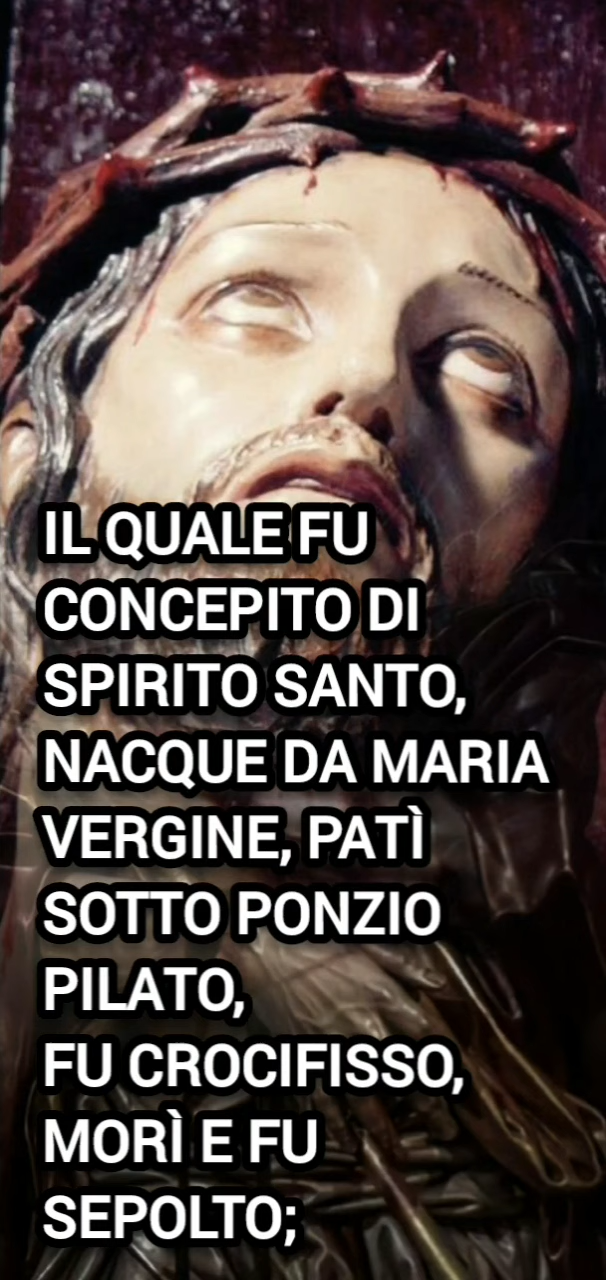 IL QUALE FU
CONCEPITO DI
SPIRITO SANTO,
NACQUE DA MARIA
VERGINE, PATÌ
SOTTO PONZIO
PILATO,
FU CROCIFISSO,
MORÌ E FU
SEPOLTO;